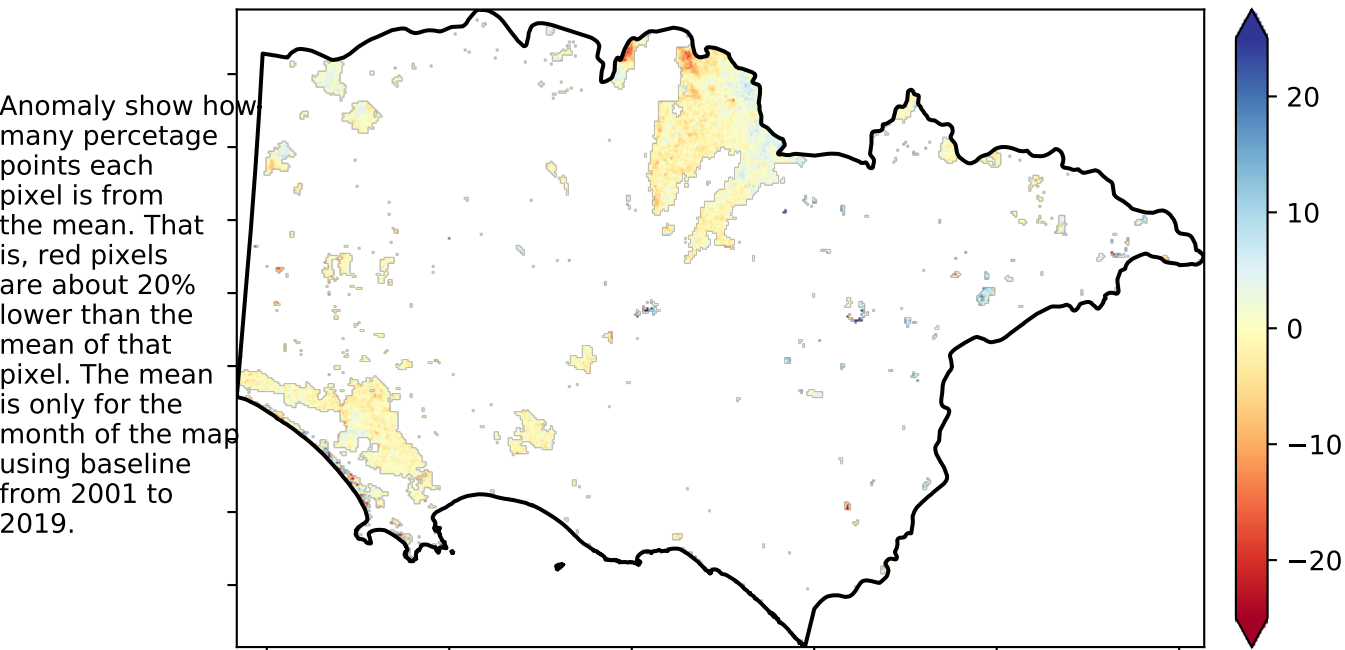 Anomaly show how
many percetage
points each
pixel is from
the mean. That
is, red pixels
are about 20%
lower than the
mean of that
pixel. The mean
is only for the
month of the map
using baseline
from 2001 to
2019.
20
10
0
−10
−20